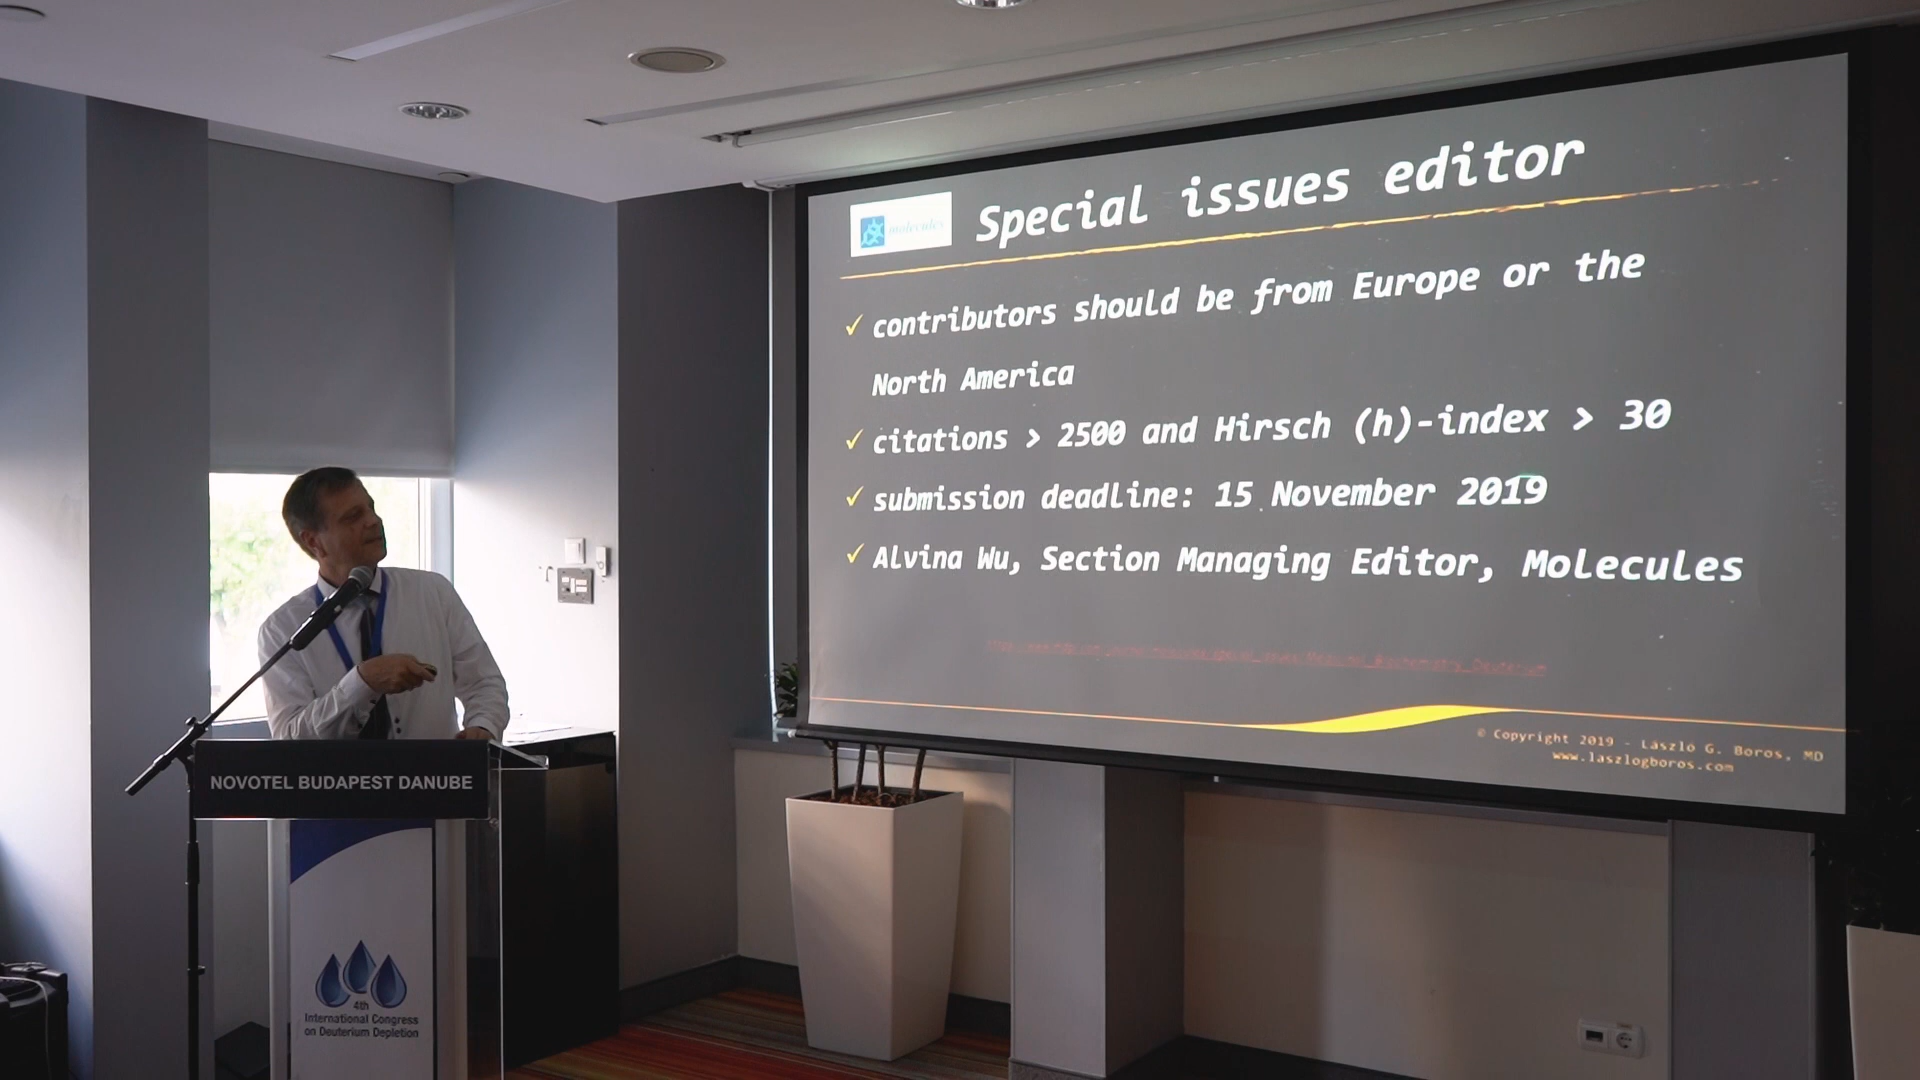 molecules
Special issues editor
✓ contributors should be from Europe or the
North America
✓ citations > 2500 and Hirsch (h)-index > 30
✓ submission deadline: 15 November 2019
✓ Alvina Wu, Section Managing Editor, Molecules
© Copyright 2019 - László G. Boros, MD
www.laszlogboros.com
NOVOTEL BUDAPEST DANUBE
4th
International Congress
on Deuterium Depletion